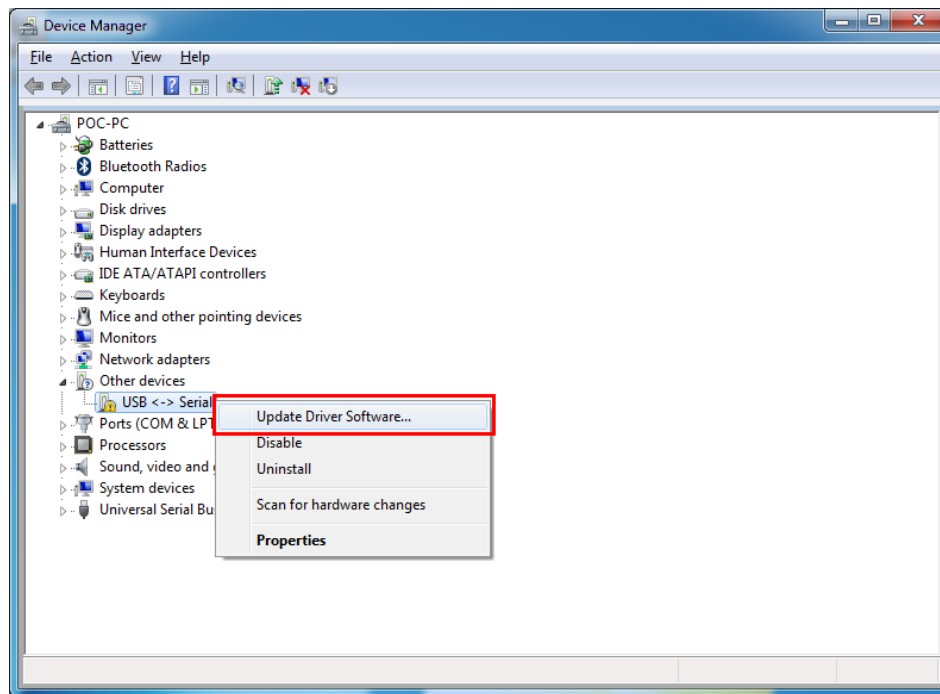 Device Manager
File Action View Help
POC-PC
Batteries
Bluetooth Radios
Computer
Disk drives
Display adapters
Human Interface Devices
IDE ATA/ATAPI controllers
Keyboards
Mice and other pointing devices
Monitors
Network adapters
Other devices
USB <-> Serial
Update Driver Software...
Ports (COM & LPT
Disable
Processors
Sound, video and
Uninstall
System devices
Universal Serial Bu
Scan for hardware changes
Properties